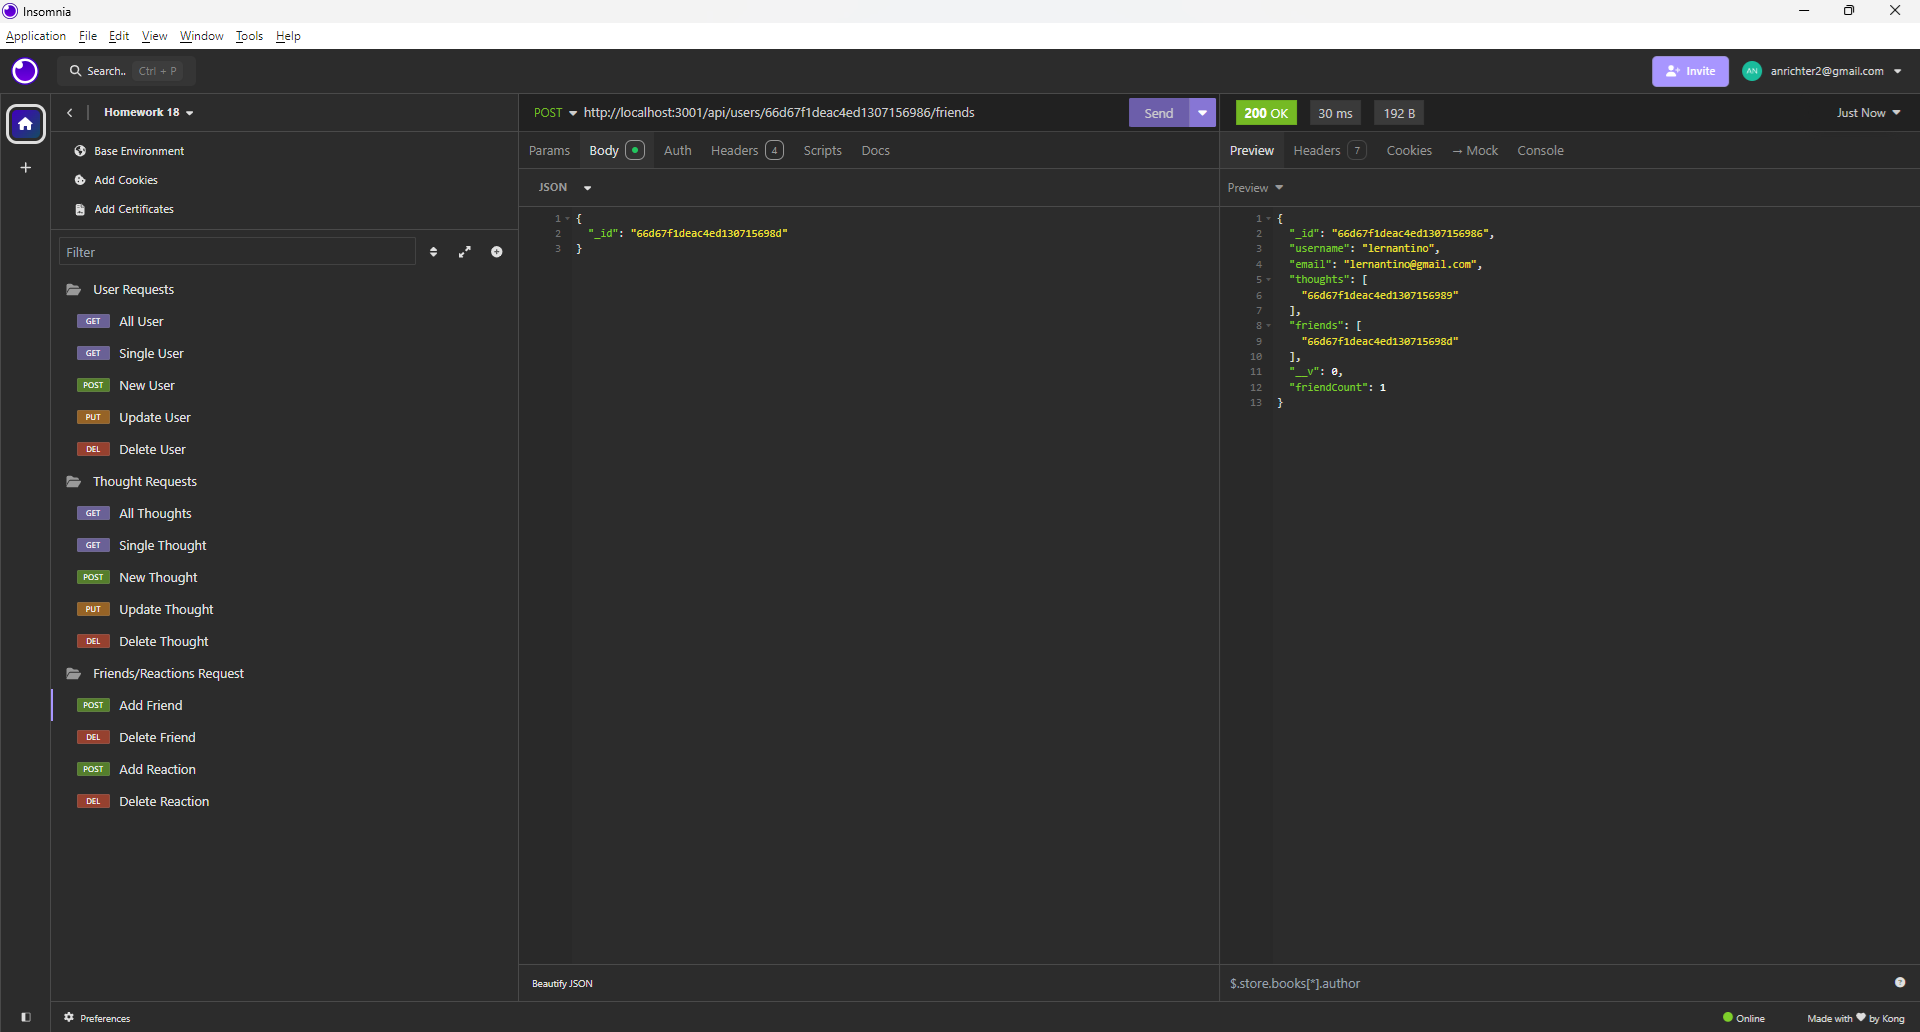 Insomnia
Application File Edit View Window Tools Help
Search.. Ctrl + P
Invite
AN anrichter2@gmail.com
Homework 18
Base Environment
Add Cookies
Add Certificates
Filter
User Requests
GET All User
GET Single User
POST New User
PUT Update User
DEL Delete User
Thought Requests
GET All Thoughts
GET Single Thought
POST New Thought
PUT Update Thought
DEL Delete Thought
Friends/Reactions Request
POST Add Friend
DEL Delete Friend
POST Add Reaction
DEL Delete Reaction
Preferences
POST http://localhost:3001/api/users/66d67f1deac4ed1307156986/friends
Send
Params Body Auth Headers 4 Scripts Docs
JSON
1 {
2 "_id": "66d67f1deac4ed130715698d"
3 }
Beautify JSON
200 OK 30 ms 192 B Just Now
Preview Headers 7 Cookies → Mock Console
Preview
1 {
2 "_id": "66d67f1deac4ed1307156986",
3 "username": "lernantino",
4 "email": "lernantino@gmail.com",
5 "thoughts": [
6 "66d67f1deac4ed1307156989"
7 ],
8 "friends": [
9 "66d67f1deac4ed130715698d"
10 ],
11 "__v": 0,
12 "friendCount": 1
13 }
$.store.books[*].author
Online Made with ♥ by Kong